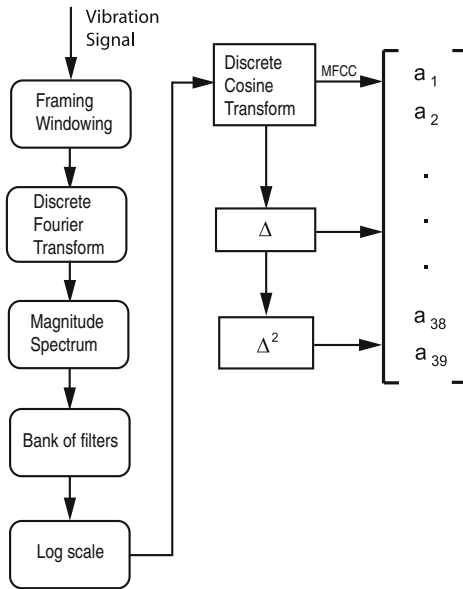 Vibration
Signal
Framing
Windowing
Discrete
Fourier
Transform
Magnitude
Spectrum
Bank of filters
Log scale
Discrete
Cosine
Transform
MFCC
Δ
Δ²
a₁
a₂
.
.
.
a₃₈
a₃₉